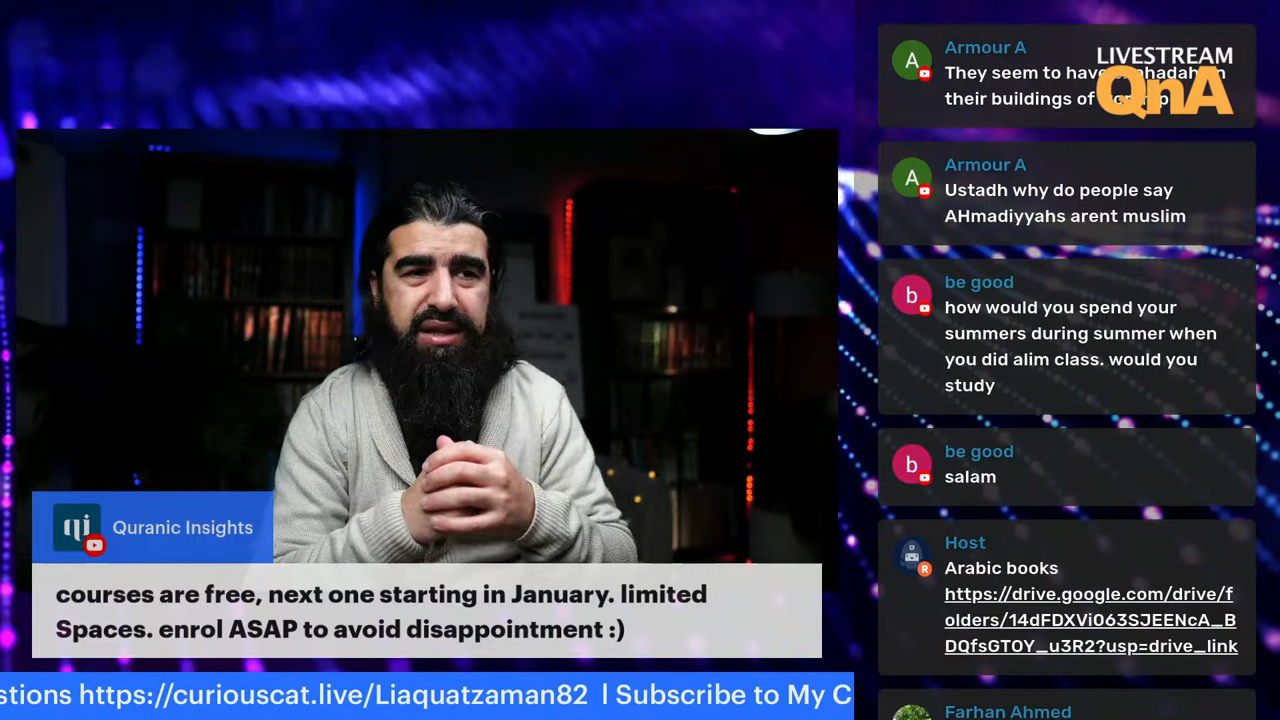 Armour A
They seem to have
their buildings of
LIVESTREAM
QnA
Armour A
Ustadh why do people say
AHmadiyyahs arent muslim
be good
how would you spend your
summers during summer when
you did alim class. would you
study
be good
salam
Host
Arabic books
https://drive.google.com/drive/f
olders/14dFDXVi063SJEENcA_B
DQfsGTOY_u3R2?usp=drive_link
Farhan Ahmed
qi Quranic Insights
courses are free, next one starting in January. limited
Spaces. enrol ASAP to avoid disappointment :)
stions https://curiouscat.live/Liaquatzaman82 | Subscribe to My C